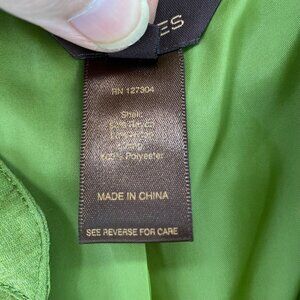 ES
RN 127304
Shell:
100% Polyester
MADE IN CHINA
SEE REVERSE FOR CARE